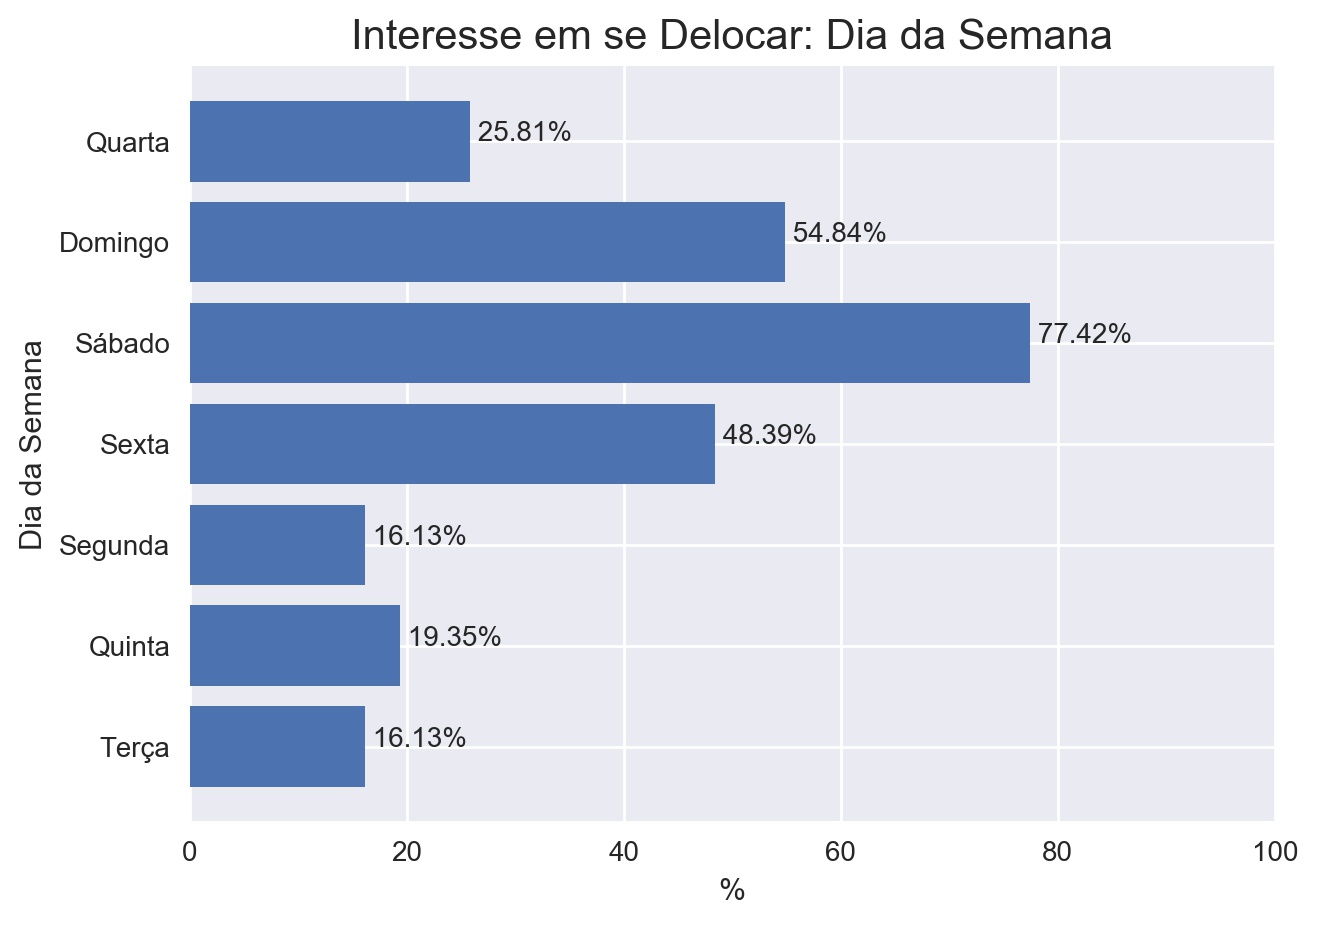 Interesse em se Delocar: Dia da Semana
Dia da Semana
Quarta 25.81%
Domingo 54.84%
Sábado 77.42%
Sexta 48.39%
Segunda 16.13%
Quinta 19.35%
Terça 16.13%
0 20 40 60 80 100
%